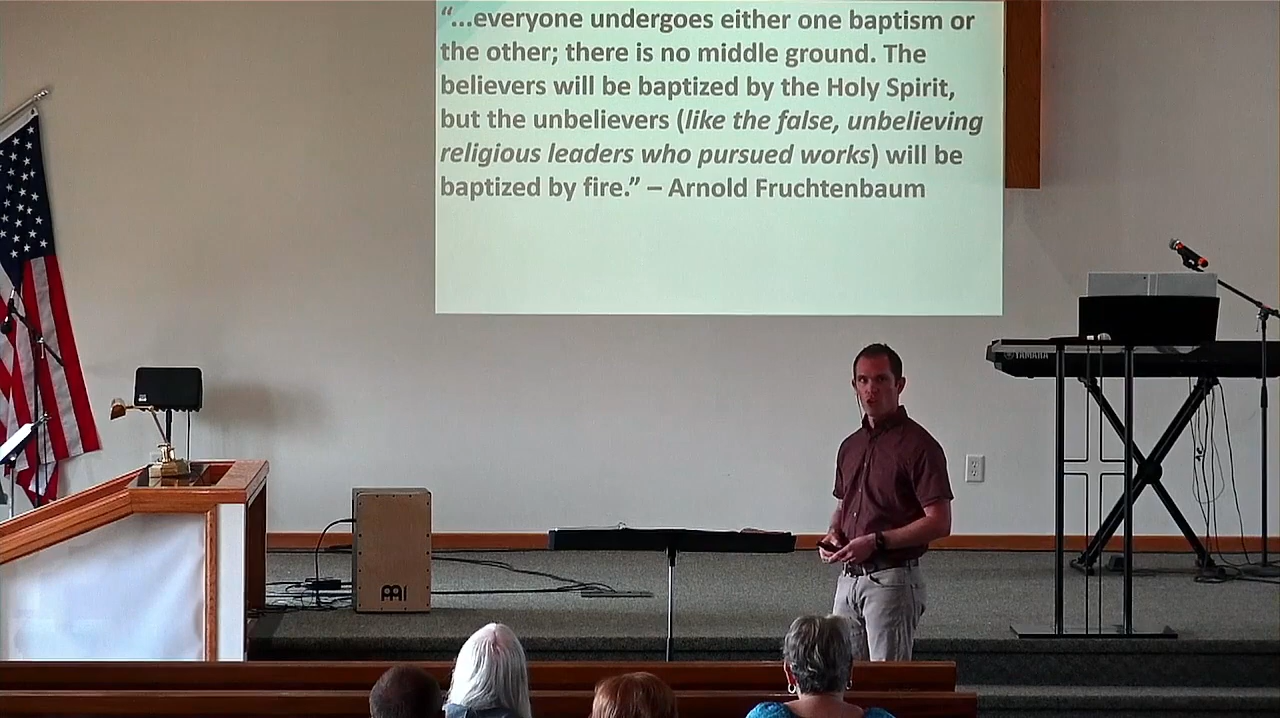 “...everyone undergoes either one baptism or
the other; there is no middle ground. The
believers will be baptized by the Holy Spirit,
but the unbelievers (like the false, unbelieving
religious leaders who pursued works) will be
baptized by fire.” – Arnold Fruchtenbaum
YAMAHA